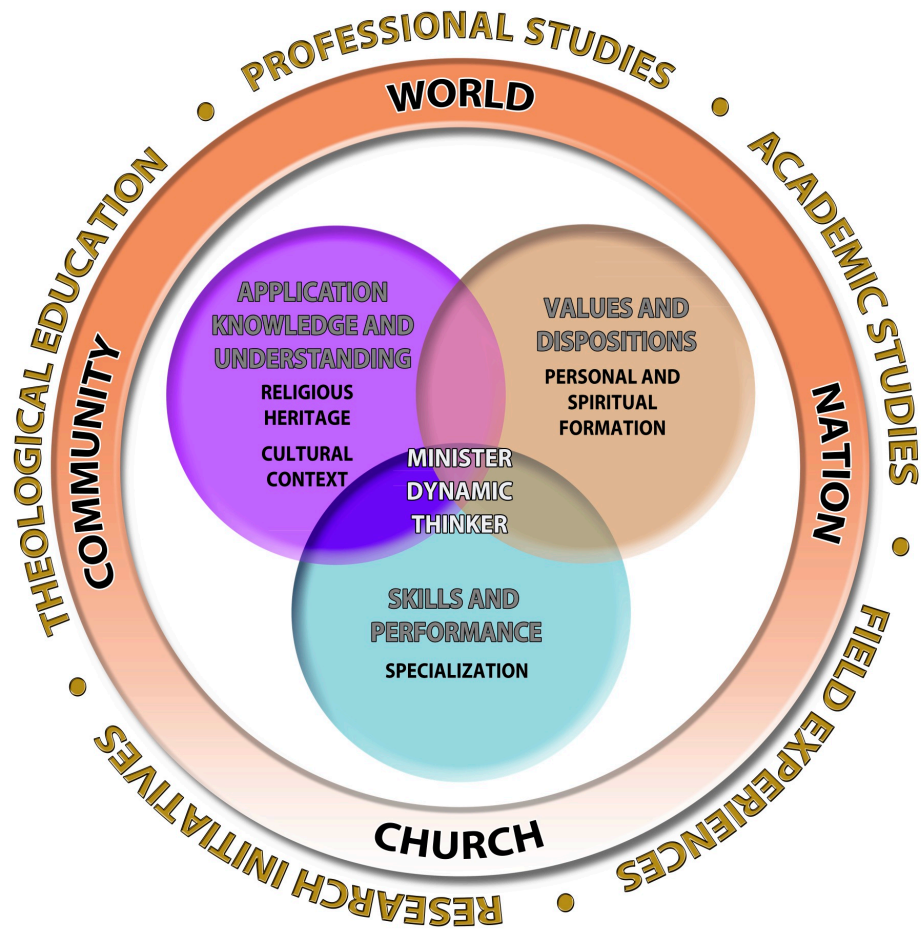 PROFESSIONAL STUDIES
ACADEMIC STUDIES
FIELD EXPERIENCES
RESEARCH INITIATIVES
THEOLOGICAL EDUCATION
WORLD
NATION
CHURCH
COMMUNITY
APPLICATION
KNOWLEDGE AND
UNDERSTANDING
RELIGIOUS
HERITAGE
CULTURAL
CONTEXT
VALUES AND
DISPOSITIONS
PERSONAL AND
SPIRITUAL
FORMATION
MINISTER
DYNAMIC
THINKER
SKILLS AND
PERFORMANCE
SPECIALIZATION